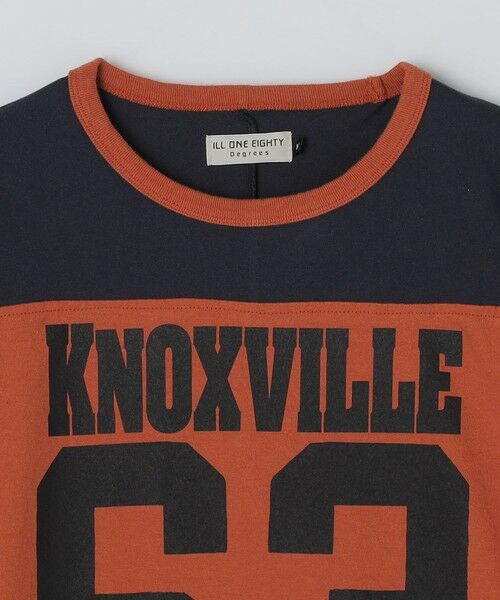 ILL ONE EIGHTY
Degrees
KNOXVILLE
63